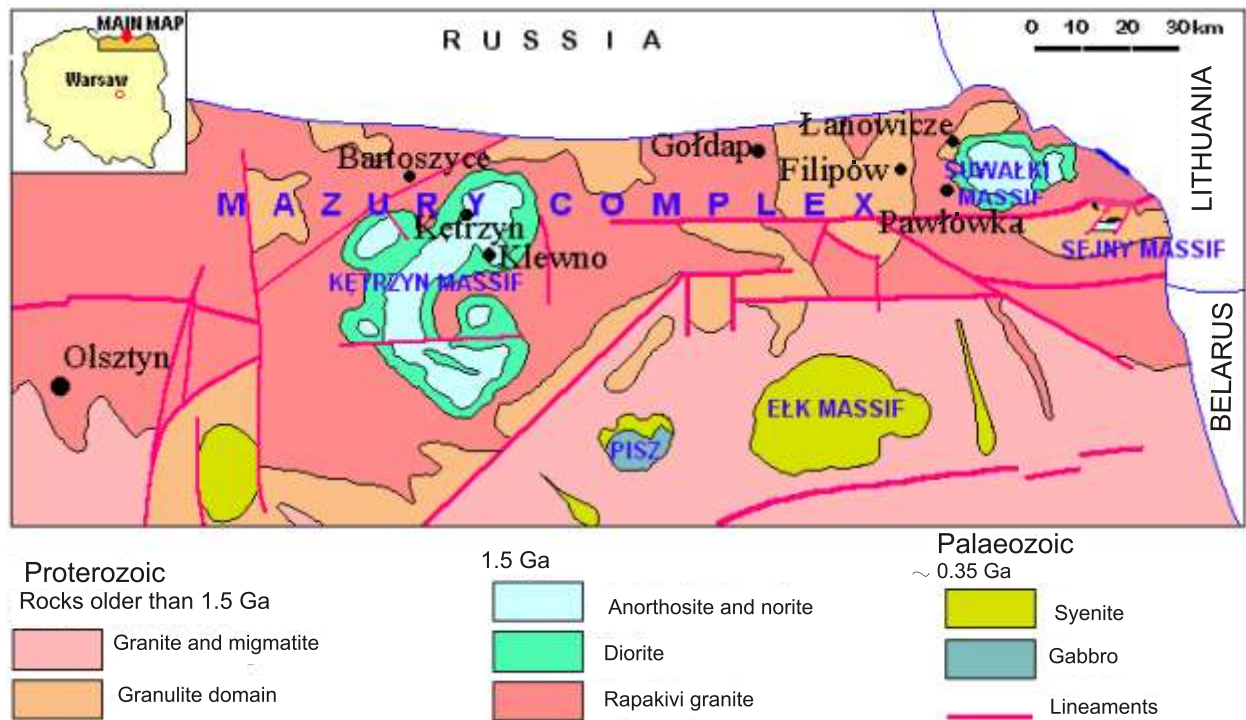 MAIN MAP
Warsaw
RUSSIA
0 10 20 30km
LITHUANIA
BELARUS
Bartoszyce
Gołdap
Łanowicze
Filipów
SUWAŁKI
MASSIF
MAZURY COMPLEX
Kętrzyn
Pawłówka
Klewno
SEJNY MASSIF
KĘTRZYN MASSIF
Olsztyn
EŁK MASSIF
PISZ
Proterozoic
Rocks older than 1.5 Ga
Granite and migmatite
Granulite domain
1.5 Ga
Anorthosite and norite
Diorite
Rapakivi granite
Palaeozoic
~ 0.35 Ga
Syenite
Gabbro
Lineaments